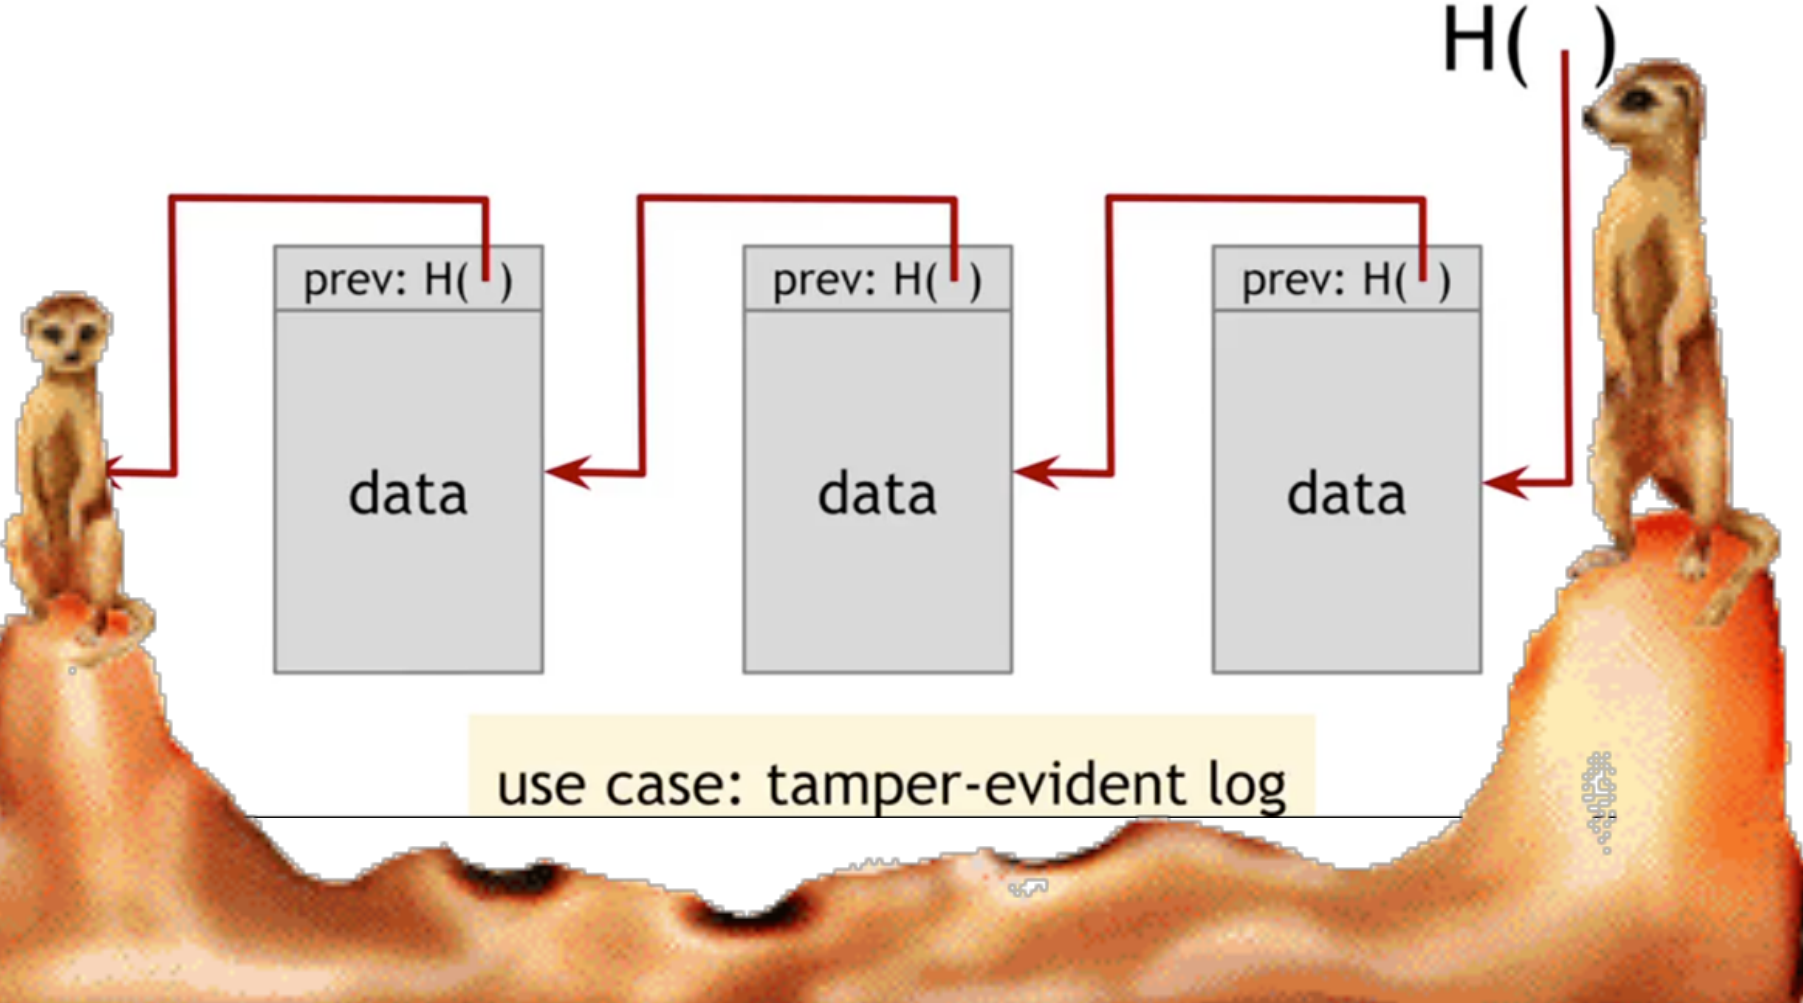 H( )
prev: H( )
prev: H( )
prev: H( )
data
data
data
use case: tamper-evident log